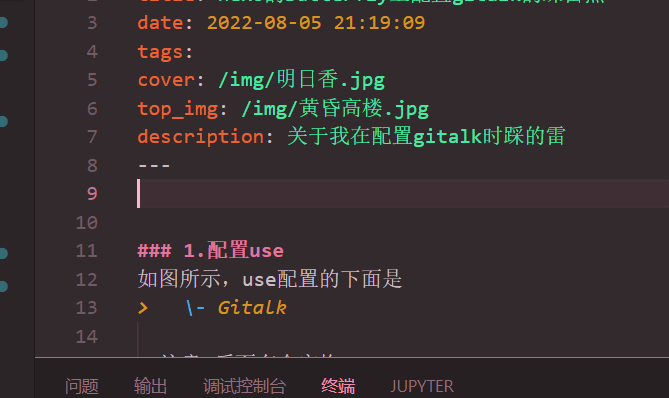 3 date: 2022-08-05 21:19:09
4 tags:
5 cover: /img/明日香.jpg
6 top_img: /img/黄昏高楼.jpg
7 description: 关于我在配置gitalk时踩的雷
8 ---
9
10
11 ### 1.配置use
12 如图所示，use配置的下面是
13 > \- Gitalk
14
问题 输出 调试控制台 终端 JUPYTER